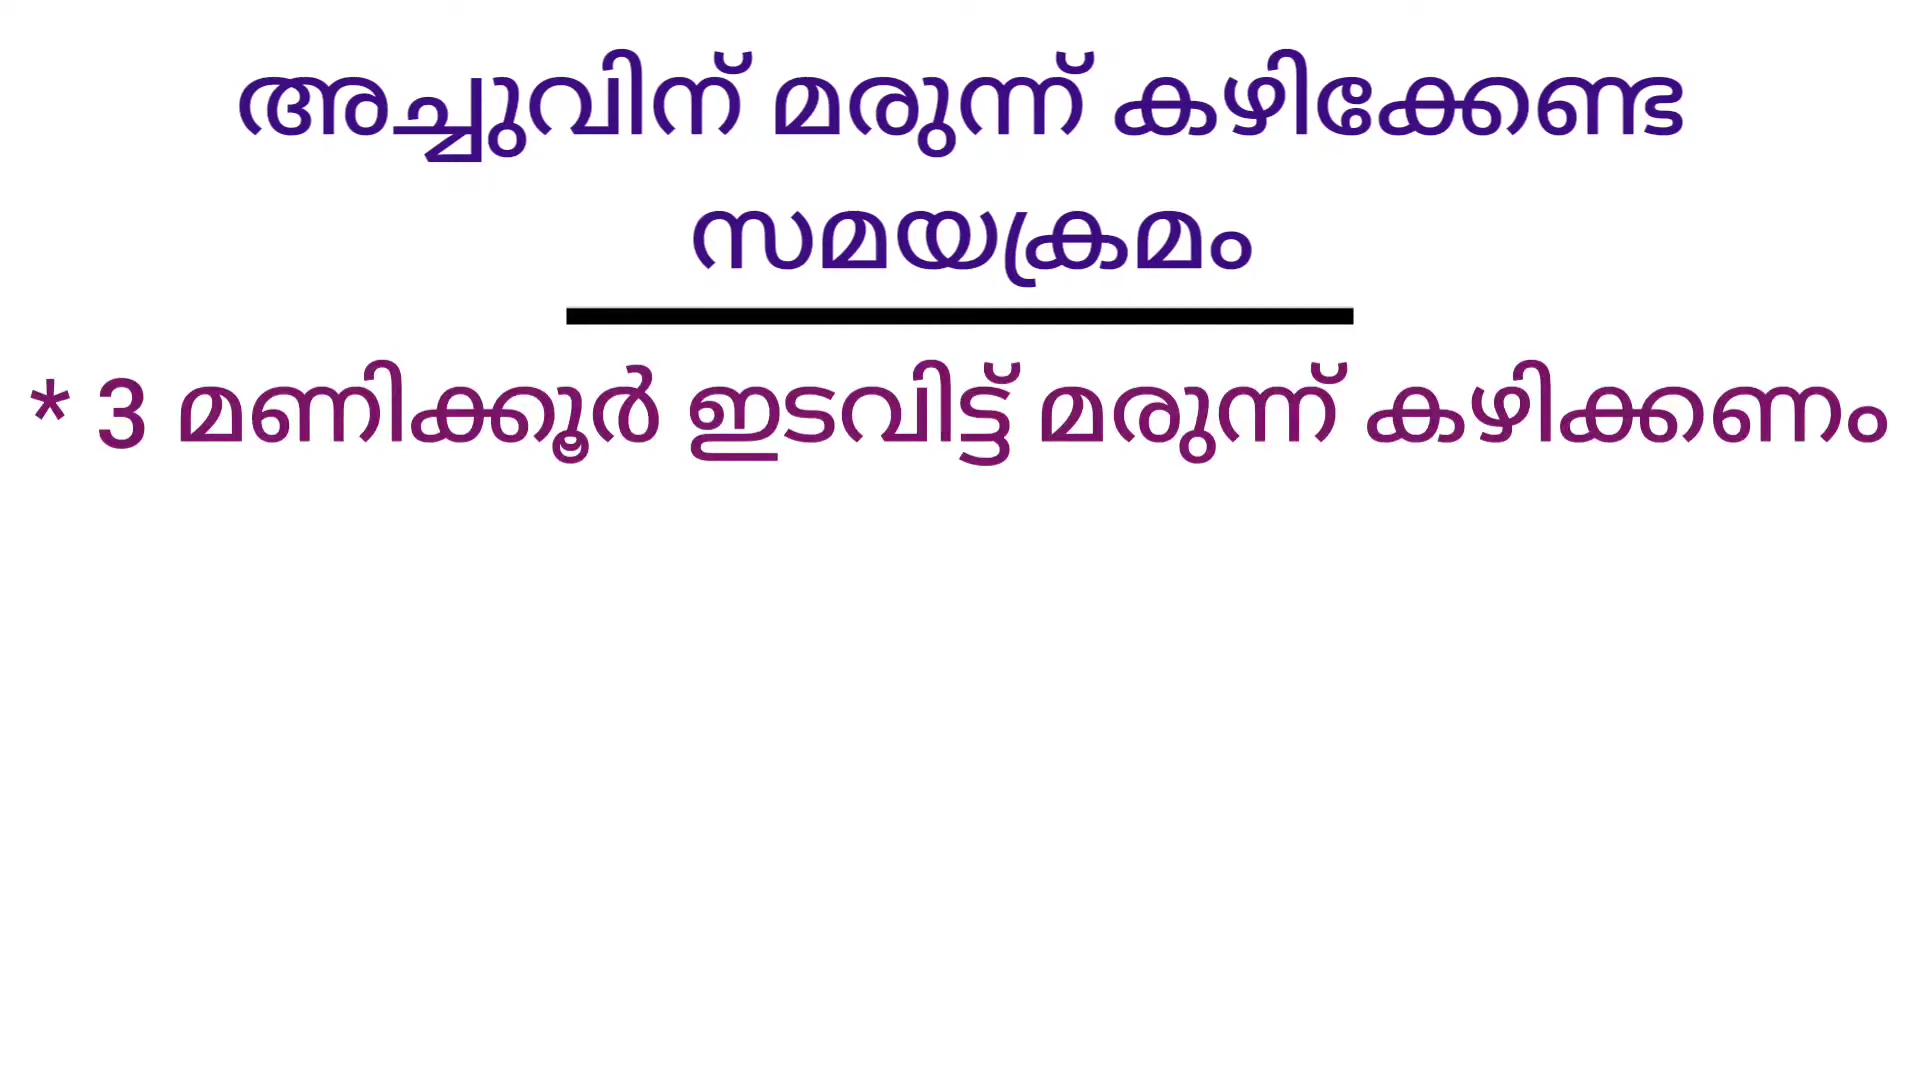 അച്ചുവിന് മരുന്ന് കഴിക്കേണ്ട
സമയക്രമം
* 3 മണിക്കൂർ ഇടവിട്ട് മരുന്ന് കഴിക്കണം